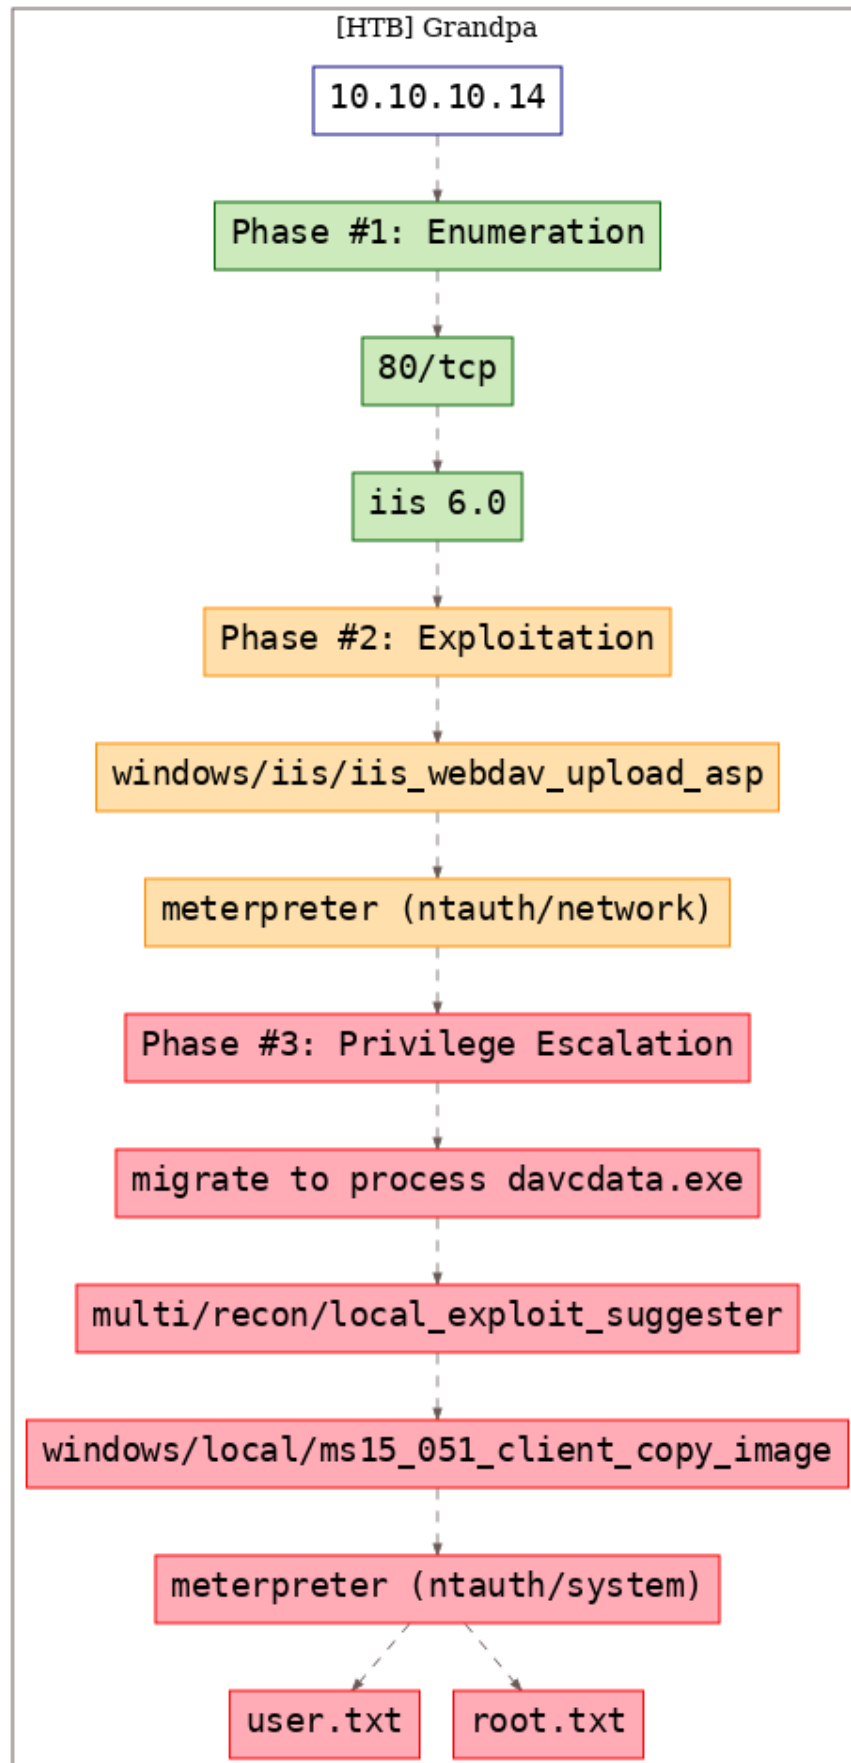 [HTB] Grandpa
10.10.10.14
Phase #1: Enumeration
80/tcp
iis 6.0
Phase #2: Exploitation
windows/iis/iis_webdav_upload_asp
meterpreter (ntauth/network)
Phase #3: Privilege Escalation
migrate to process davcdata.exe
multi/recon/local_exploit_suggester
windows/local/ms15_051_client_copy_image
meterpreter (ntauth/system)
user.txt
root.txt